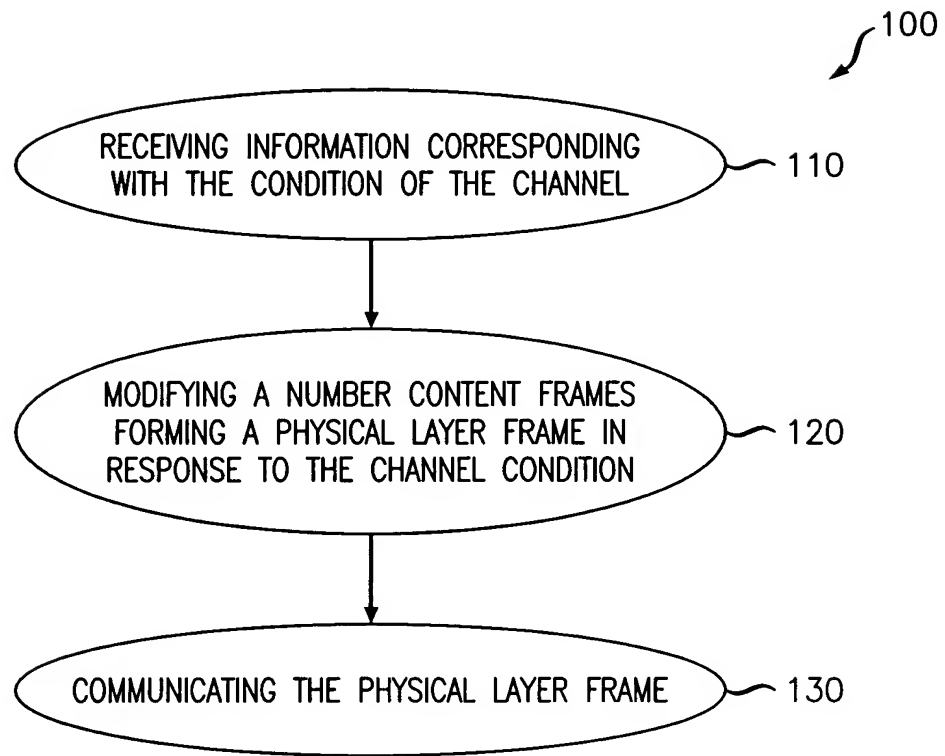 100
RECEIVING INFORMATION CORRESPONDING
WITH THE CONDITION OF THE CHANNEL
110
MODIFYING A NUMBER CONTENT FRAMES
FORMING A PHYSICAL LAYER FRAME IN
RESPONSE TO THE CHANNEL CONDITION
120
COMMUNICATING THE PHYSICAL LAYER FRAME
130